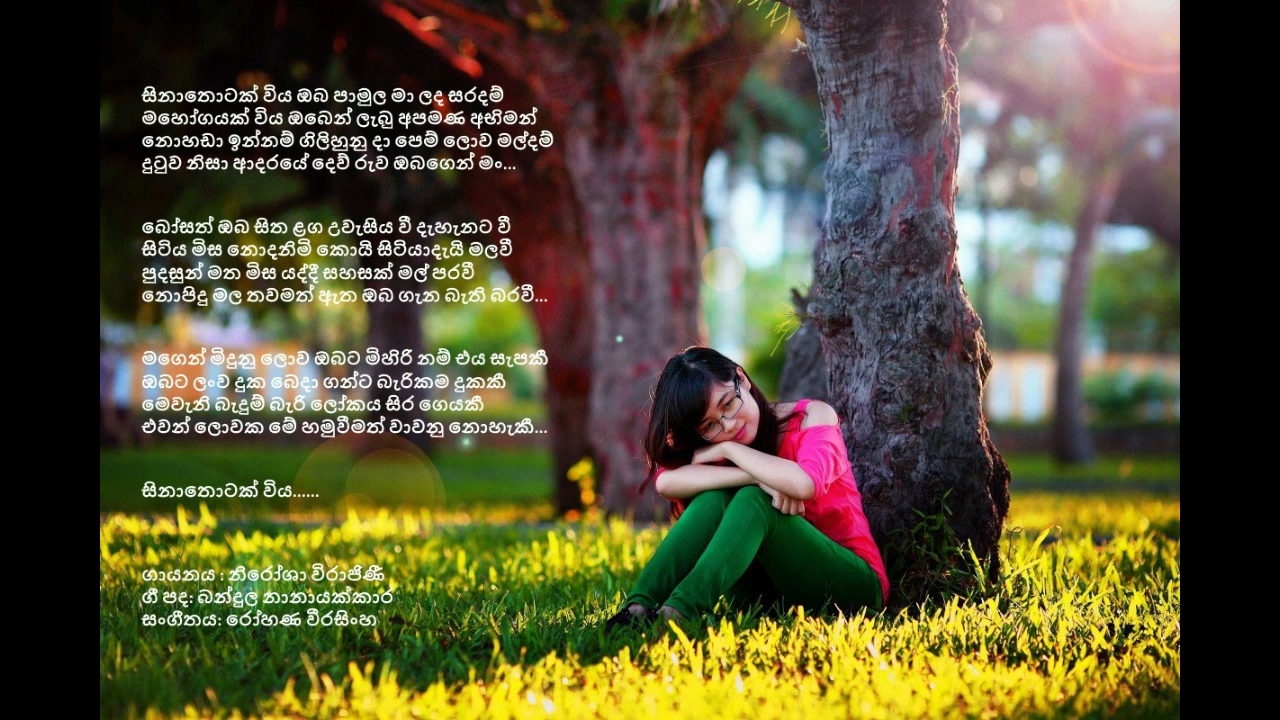 සිනාතොටක් විය ඔබ පාමුල මා ලද සරදම්
මහෝගයක් විය ඔබෙන් ලැබු අපමණ අභිමන්
නොහඩා ඉන්නම් ගිලිහුනු දා පෙම් ලොව මල්දම්
දුටුව නිසා ආදරයේ දෙව් රුව ඔබගෙන් මං...
බෝසත් ඔබ සිත ළග උවැසිය වී දැහැනට වී
සිටිය මිස නොදනිමි කොයි සිටියාදැයි මලවී
පුදසුන් මත මිස යද්දී සහසක් මල් පරවී
නොපිදු මල තවමත් ඇත ඔබ ගැන බැති බරවී...
මගෙන් මිදුනු ලොව ඔබට මිහිරි නම් එය සැපකී
ඔබට ලංව දුක බෙදා ගන්ට බැරිකම දුකකී
මෙවැනි බැදුම් බැරි ලෝකය සිර ගෙයකී
එවන් ලොවක මේ හමුවීමත් වාවනු නොහැකී...
සිනාතොටක් විය......
ගායනය : නිරෝශා විරාජිණී
ගී පද: බන්දුල නානායක්කාර
සංගීතය: රෝහණ වීරසිංහ